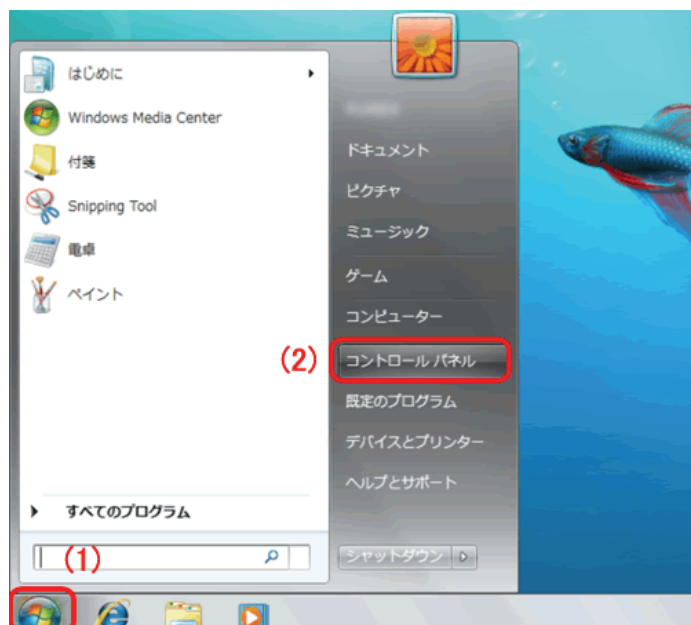 はじめに
Windows Media Center
付箋
Snipping Tool
電卓
ペイント
すべてのプログラム
(1)
ドキュメント
ピクチャ
ミュージック
ゲーム
コンピューター
(2)
コントロール パネル
既定のプログラム
デバイスとプリンター
ヘルプとサポート
シャットダウン